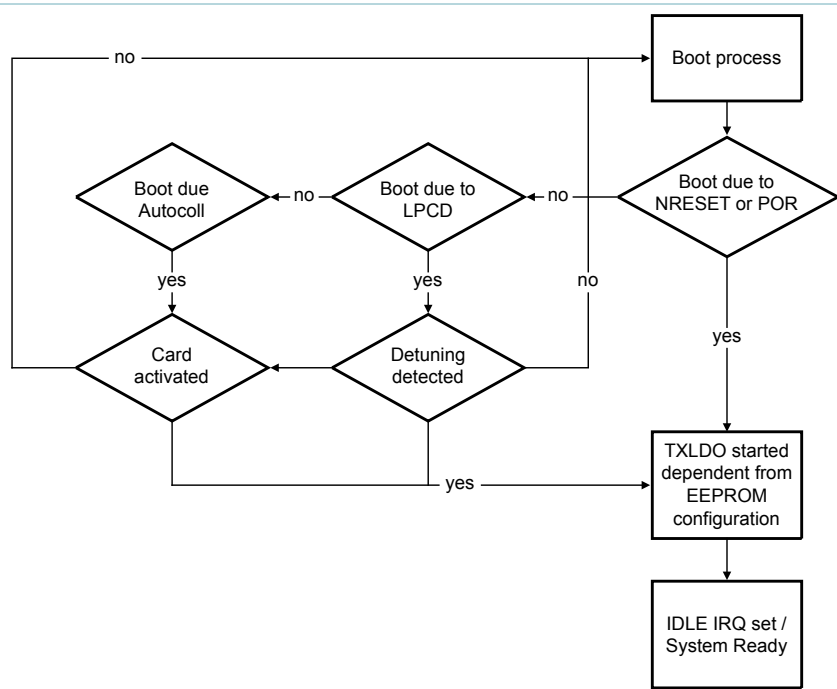 no
Boot process
Boot due
Autocoll
no
Boot due to
LPCD
no
Boot due to
NRESET or POR
yes
yes
no
yes
Card
activated
Detuning
detected
TXLDO started
dependent from
EEPROM
configuration
yes
IDLE IRQ set /
System Ready